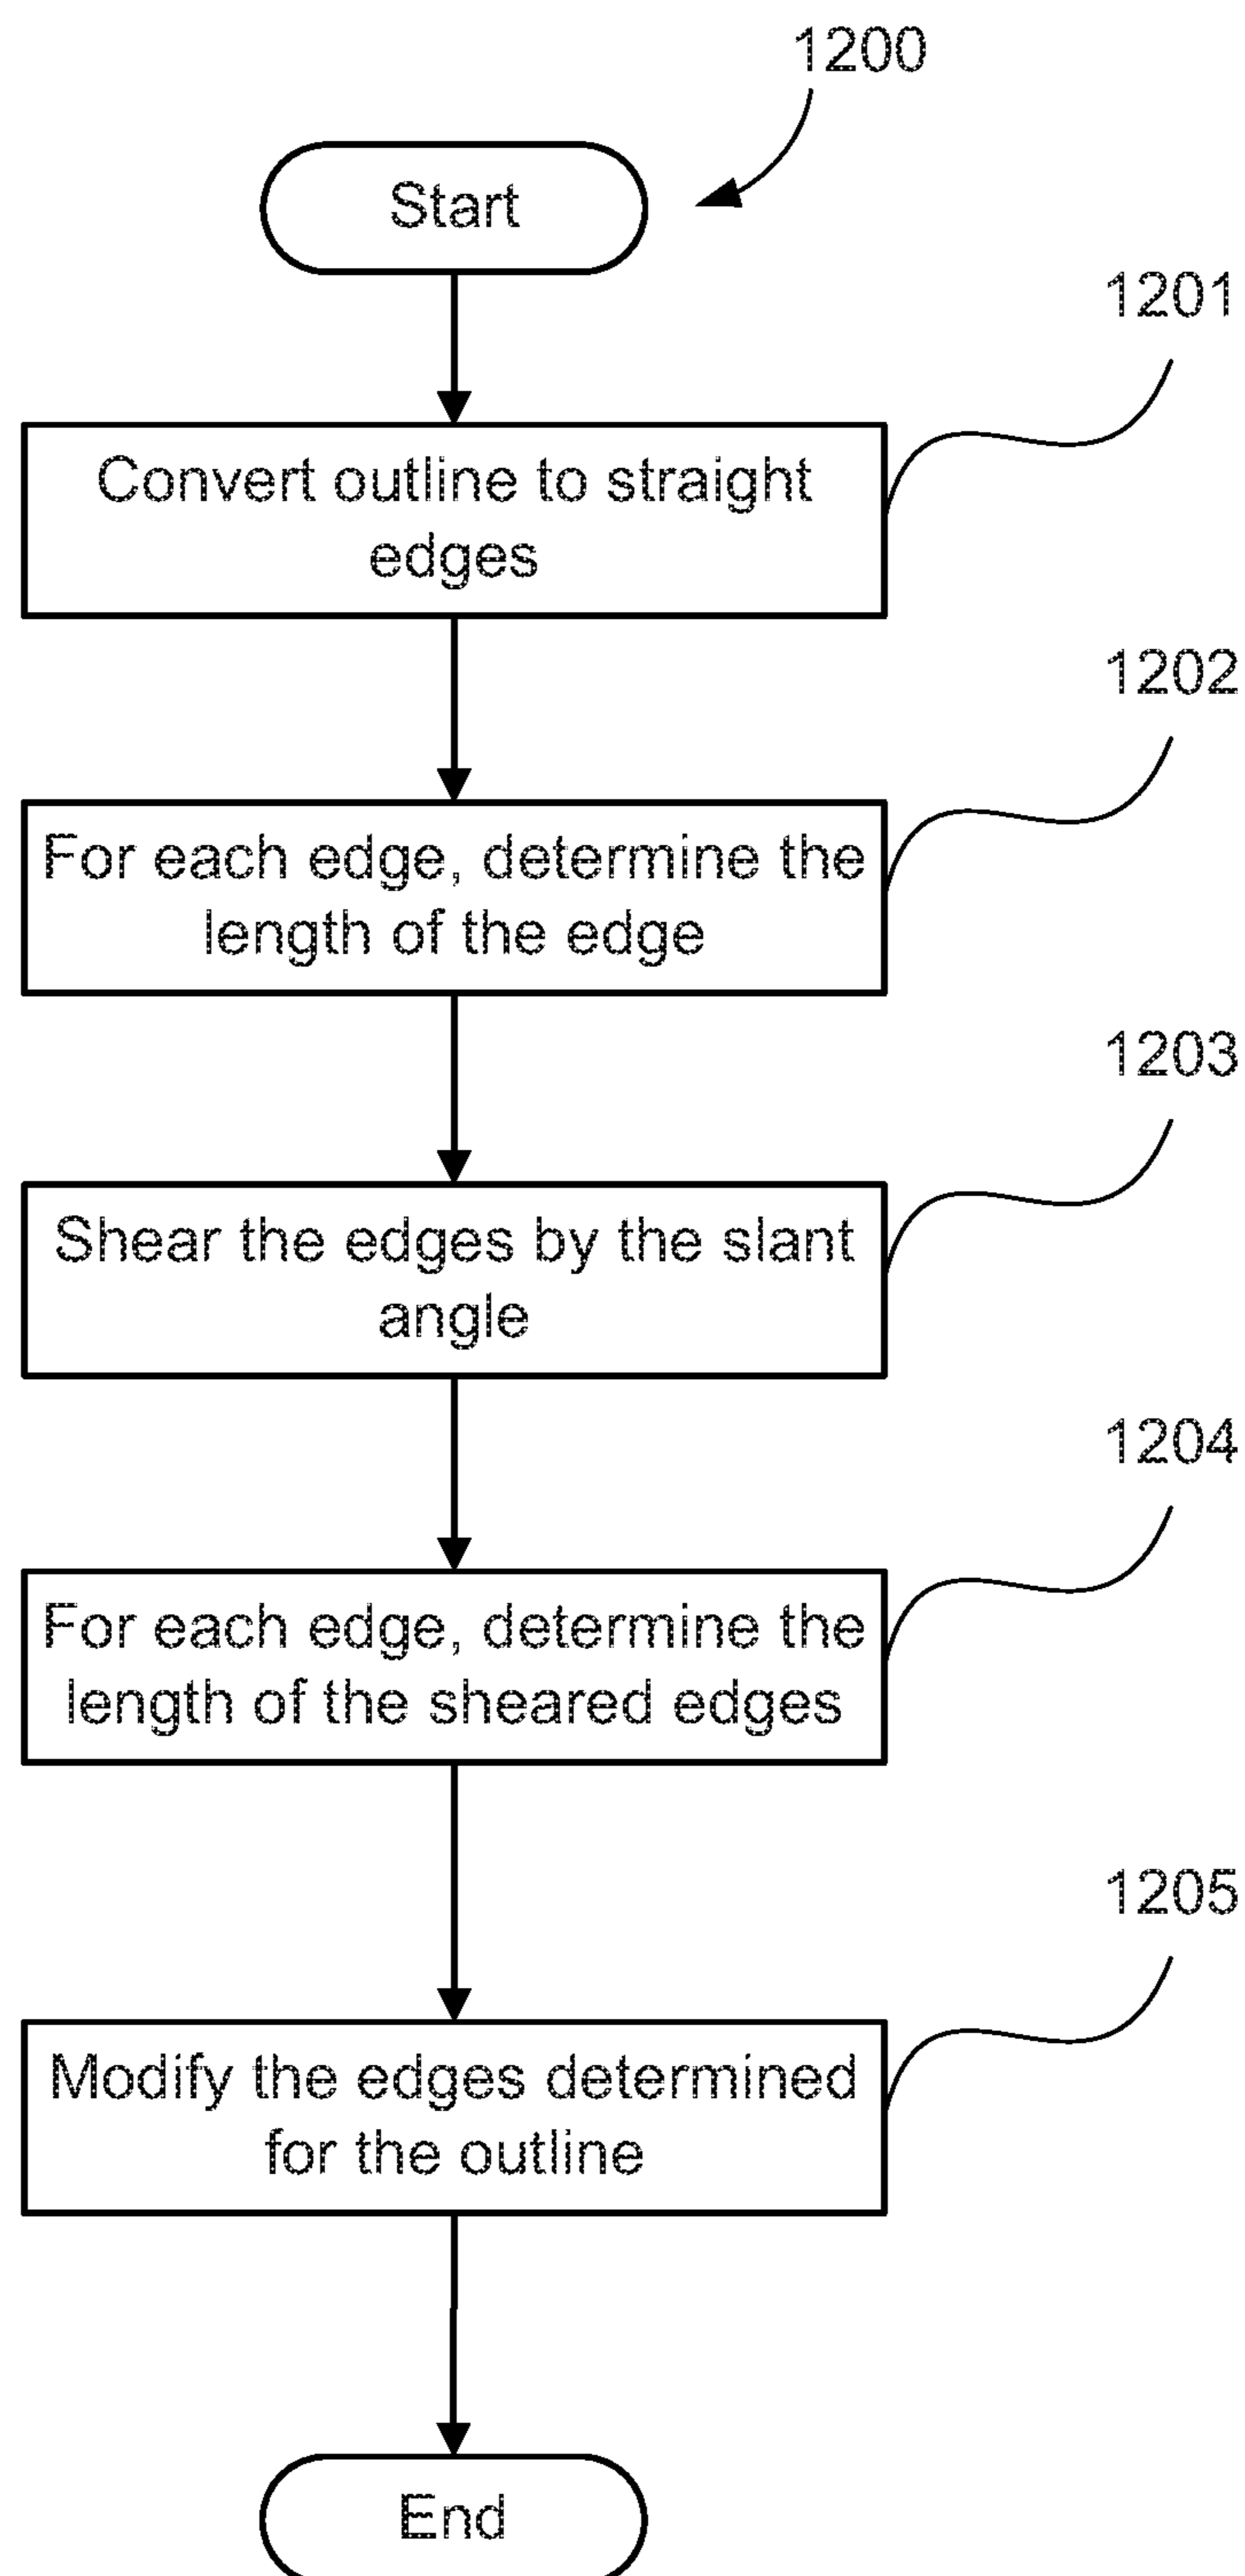 1200
Start
1201
Convert outline to straight
edges
1202
For each edge, determine the
length of the edge
1203
Shear the edges by the slant
angle
1204
For each edge, determine the
length of the sheared edges
1205
Modify the edges determined
for the outline
End